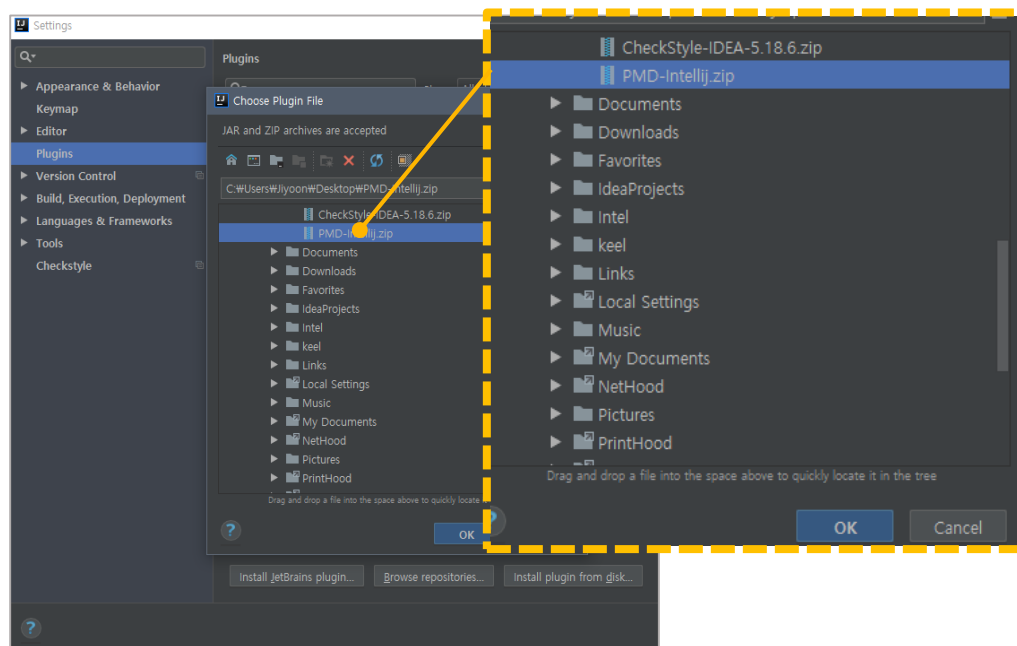 Settings
Plugins
Appearance & Behavior
Keymap
Editor
Plugins
Version Control
Build, Execution, Deployment
Languages & Frameworks
Tools
Checkstyle
Choose Plugin File
JAR and ZIP archives are accepted
C:₩Users₩Jiyoon₩Desktop₩PMD-Intellij.zip
CheckStyle-IDEA-5.18.6.zip
PMD-Intellij.zip
Documents
Downloads
Favorites
IdeaProjects
Intel
keel
Links
Local Settings
Music
My Documents
NetHood
Pictures
PrintHood
Drag and drop a file into the space above to quickly locate
OK
Install JetBrains plugin...
Browse repositories...
Install plugin from disk...
CheckStyle-IDEA-5.18.6.zip
PMD-Intellij.zip
Documents
Downloads
Favorites
IdeaProjects
Intel
keel
Links
Local Settings
Music
My Documents
NetHood
Pictures
PrintHood
Drag and drop a file into the space above to quickly locate it in the tree
OK
Cancel